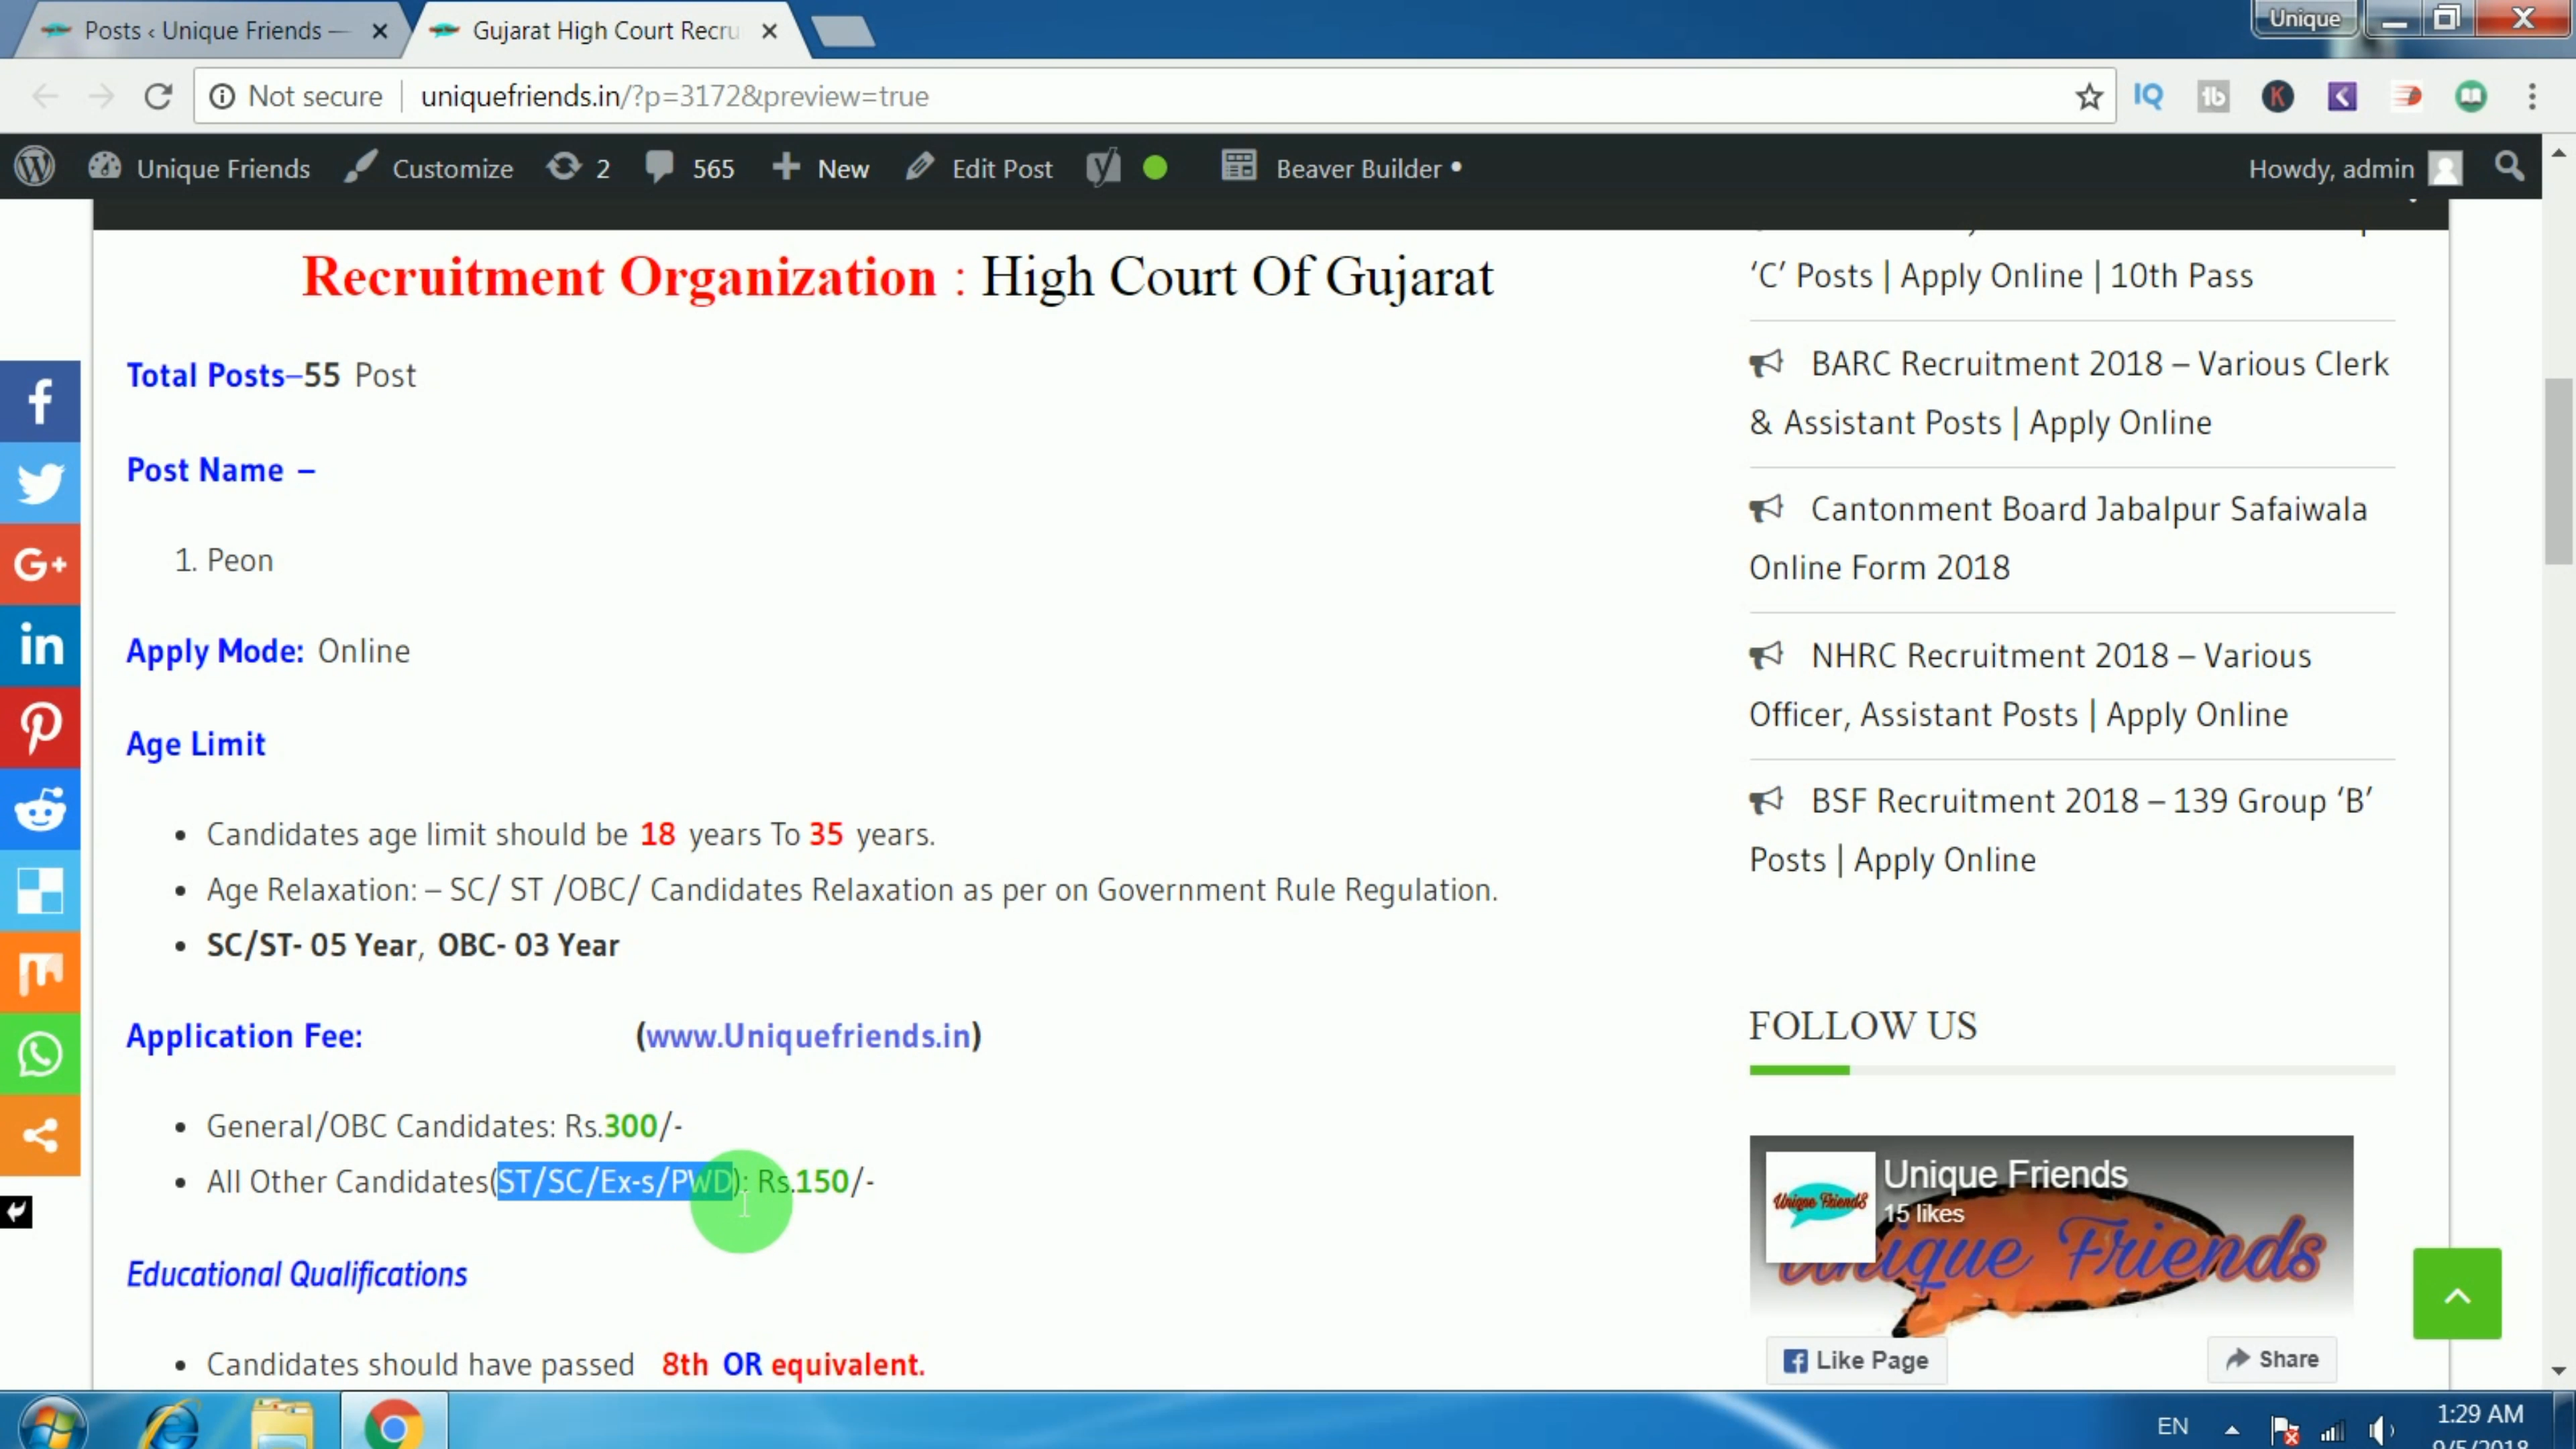 Posts ‹ Unique Friends —
Gujarat High Court Recru
Unique
Not secure
uniquefriends.in/?p=3172&preview=true
Unique Friends
Customize
2
565
New
Edit Post
Beaver Builder
Howdy, admin
Recruitment Organization : High Court Of Gujarat
Total Posts–55 Post
Post Name –
1. Peon
Apply Mode: Online
Age Limit
• Candidates age limit should be 18 years To 35 years.
• Age Relaxation: – SC/ ST /OBC/ Candidates Relaxation as per on Government Rule Regulation.
• SC/ST- 05 Year, OBC- 03 Year
Application Fee: (www.Uniquefriends.in)
• General/OBC Candidates: Rs.300/-
• All Other Candidates(ST/SC/Ex-s/PWD): Rs.150/-
Educational Qualifications
• Candidates should have passed 8th OR equivalent.
‘C’ Posts | Apply Online | 10th Pass
BARC Recruitment 2018 – Various Clerk
& Assistant Posts | Apply Online
Cantonment Board Jabalpur Safaiwala
Online Form 2018
NHRC Recruitment 2018 – Various
Officer, Assistant Posts | Apply Online
BSF Recruitment 2018 – 139 Group ‘B’
Posts | Apply Online
FOLLOW US
Unique Friends
15 likes
Unique Friends
Unique Friends
Like Page
Share
EN
1:29 AM
9/5/2018